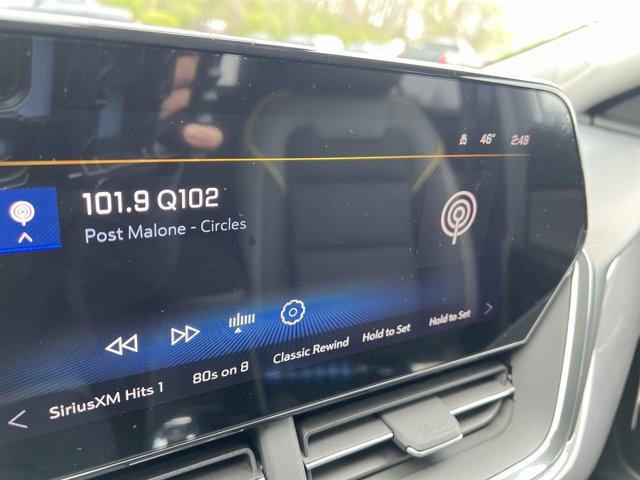 46° 2:49
101.9 Q102
Post Malone - Circles
SiriusXM Hits 1 80s on 8 Classic Rewind Hold to Set Hold to Set